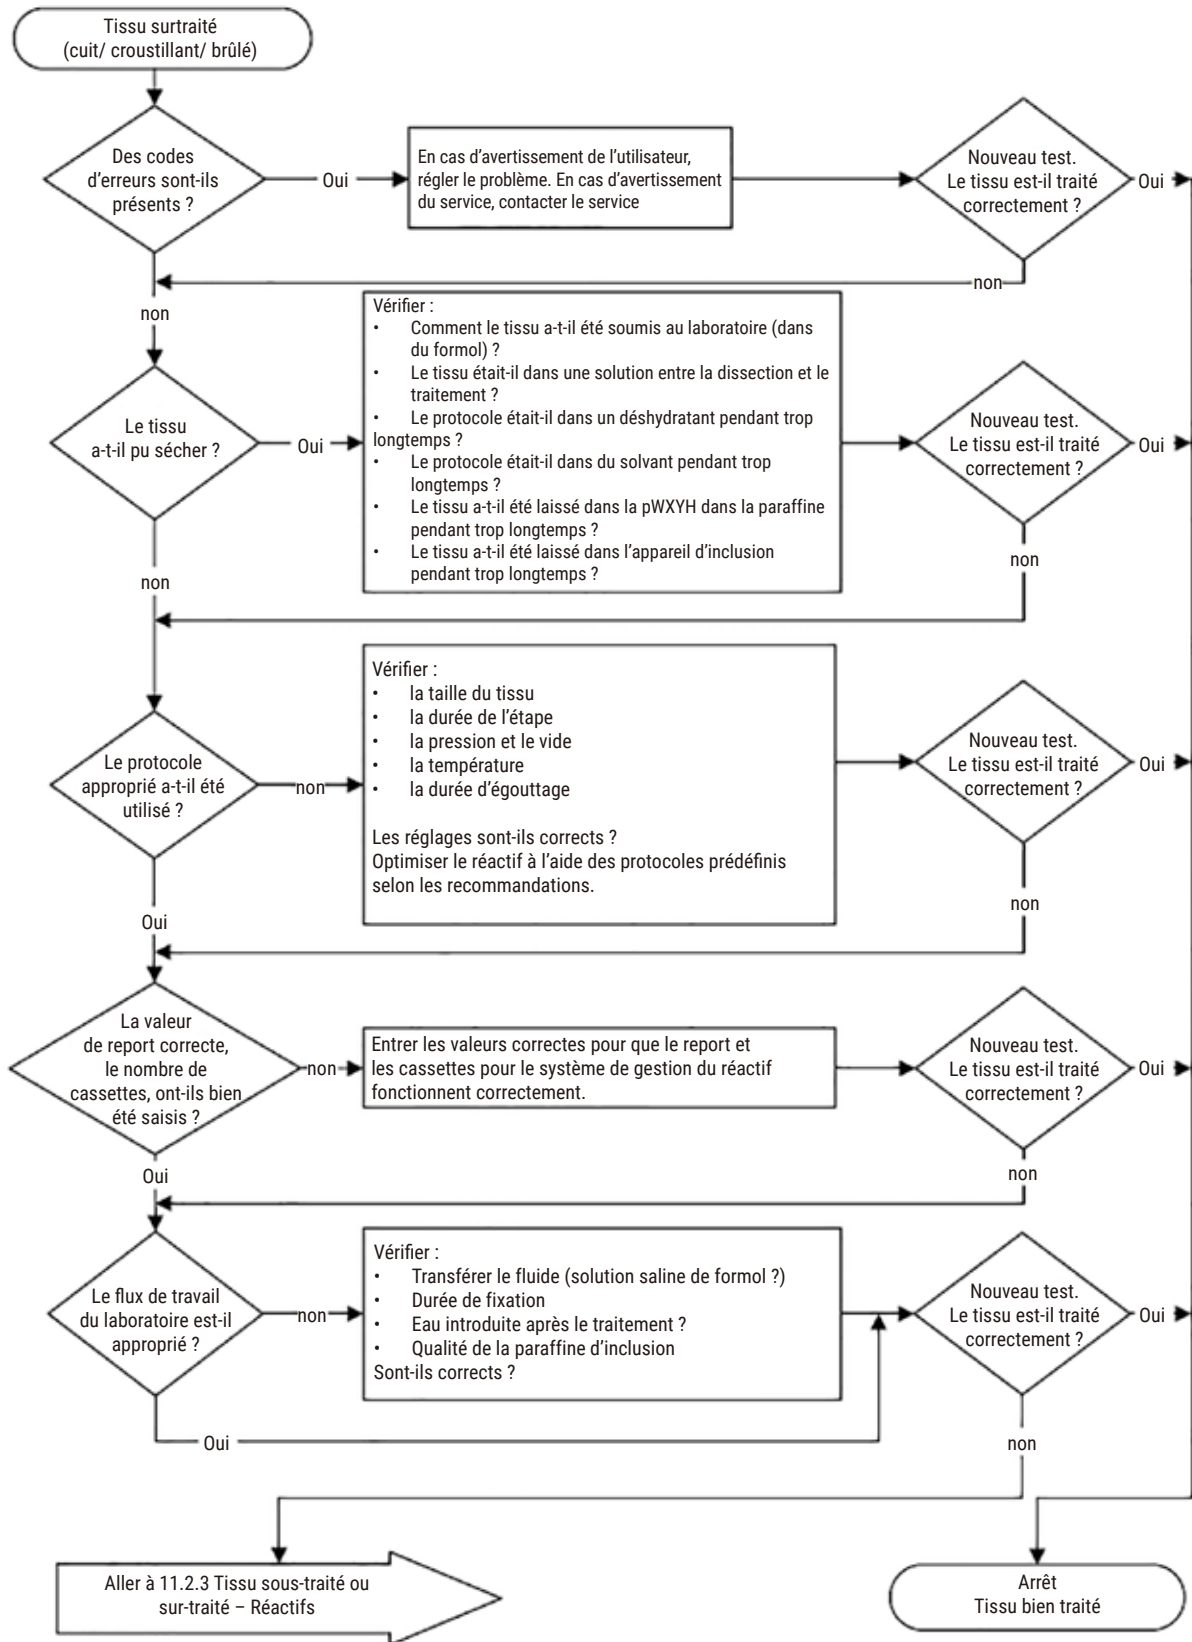 Tissu surtraité
(cuit/ croustillant/ brûlé)
Des codes
d'erreurs sont-ils
présents ?
Oui
En cas d'avertissement de l'utilisateur,
régler le problème. En cas d'avertissement
du service, contacter le service
Nouveau test.
Le tissu est-il traité
correctement ?
Oui
non
non
Le tissu
a-t-il pu sécher ?
Oui
Vérifier :
• Comment le tissu a-t-il été soumis au laboratoire (dans
du formol) ?
• Le tissu était-il dans une solution entre la dissection et le
traitement ?
• Le protocole était-il dans un déshydratant pendant trop
longtemps ?
• Le protocole était-il dans du solvant pendant trop
longtemps ?
• Le tissu a-t-il été laissé dans la pWXYH dans la paraffine
pendant trop longtemps ?
• Le tissu a-t-il été laissé dans l'appareil d'inclusion
pendant trop longtemps ?
Nouveau test.
Le tissu est-il traité
correctement ?
Oui
non
non
Le protocole
approprié a-t-il été
utilisé ?
non
Vérifier :
• la taille du tissu
• la durée de l'étape
• la pression et le vide
• la température
• la durée d'égouttage
Les réglages sont-ils corrects ?
Optimiser le réactif à l'aide des protocoles prédéfinis
selon les recommandations.
Nouveau test.
Le tissu est-il traité
correctement ?
Oui
non
Oui
La valeur
de report correcte,
le nombre de
cassettes, ont-ils bien
été saisis ?
non
Entrer les valeurs correctes pour que le report et
les cassettes pour le système de gestion du réactif
fonctionnent correctement.
Nouveau test.
Le tissu est-il traité
correctement ?
Oui
non
Oui
Le flux de travail
du laboratoire est-il
approprié ?
non
Vérifier :
• Transférer le fluide (solution saline de formol ?)
• Durée de fixation
• Eau introduite après le traitement ?
• Qualité de la paraffine d'inclusion
Sont-ils corrects ?
Nouveau test.
Le tissu est-il traité
correctement ?
Oui
Oui
non
Aller à 11.2.3 Tissu sous-traité ou
sur-traité – Réactifs
Arrêt
Tissu bien traité